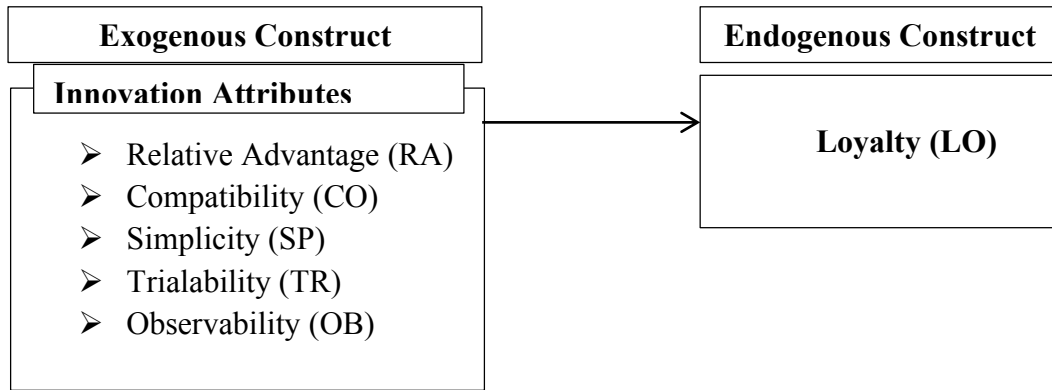 Exogenous Construct
Endogenous Construct
Innovation Attributes
➢ Relative Advantage (RA)
➢ Compatibility (CO)
➢ Simplicity (SP)
➢ Trialability (TR)
➢ Observability (OB)
Loyalty (LO)